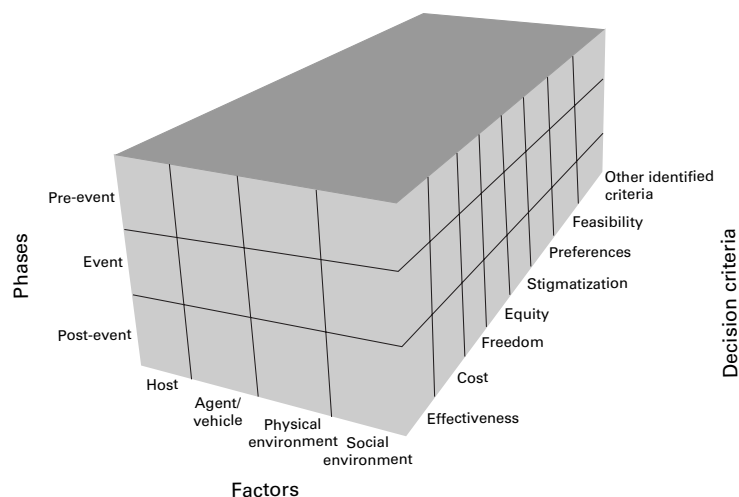 Phases
Pre-event
Event
Post-event
Host
Agent/
vehicle
Physical
environment
Social
environment
Factors
Effectiveness
Cost
Freedom
Equity
Stigmatization
Preferences
Feasibility
Other identified
criteria
Decision criteria